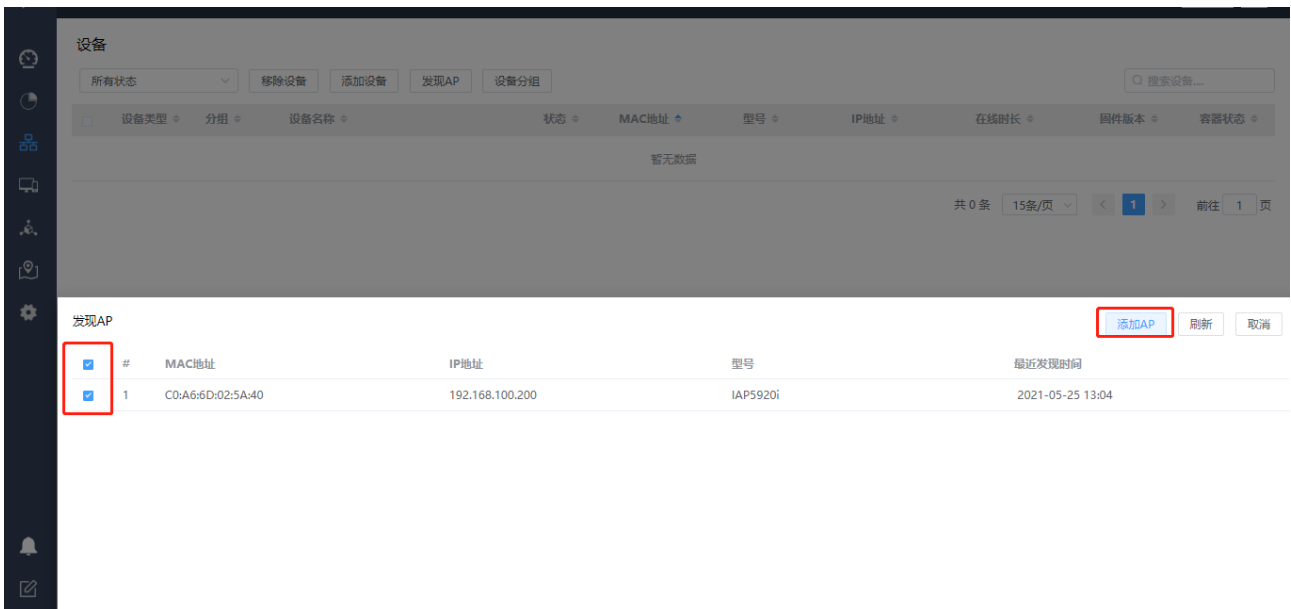 设备
所有状态 移除设备 添加设备 发现AP 设备分组 搜索设备....
设备类型 分组 设备名称 状态 MAC地址 型号 IP地址 在线时长 固件版本 容器状态
暂无数据
共 0 条 15条/页 < 1 > 前往 1 页
发现AP 添加AP 刷新 取消
# MAC地址 IP地址 型号 最近发现时间
1 C0:A6:6D:02:5A:40 192.168.100.200 IAP5920i 2021-05-25 13:04